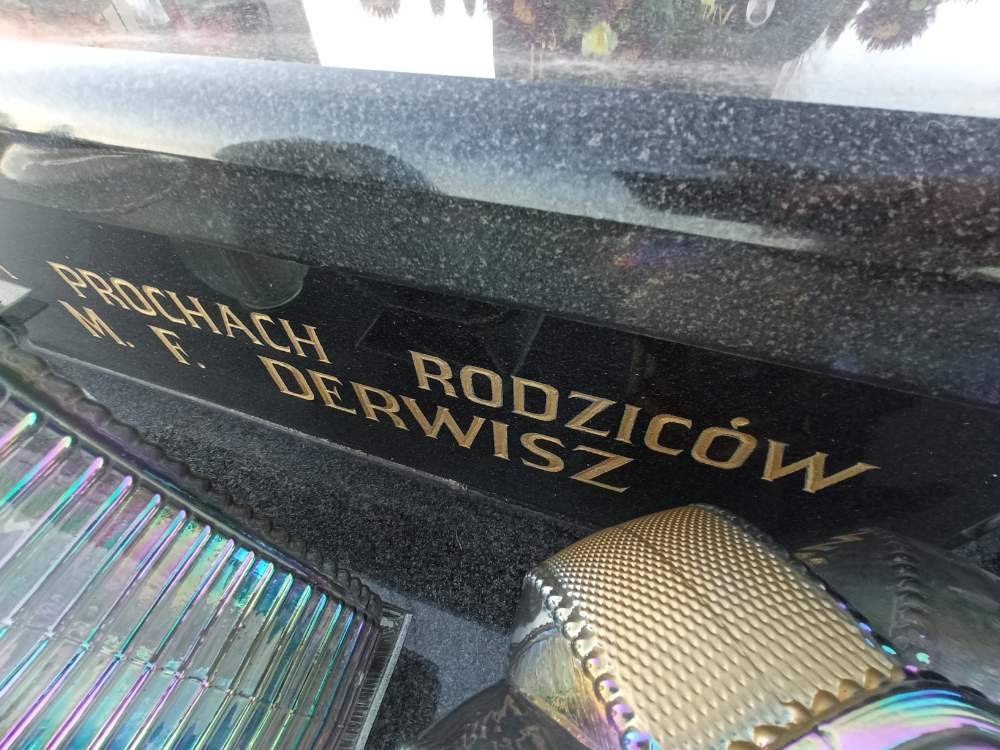 PROCHACH RODZICÓW
M. F. DERWISZ